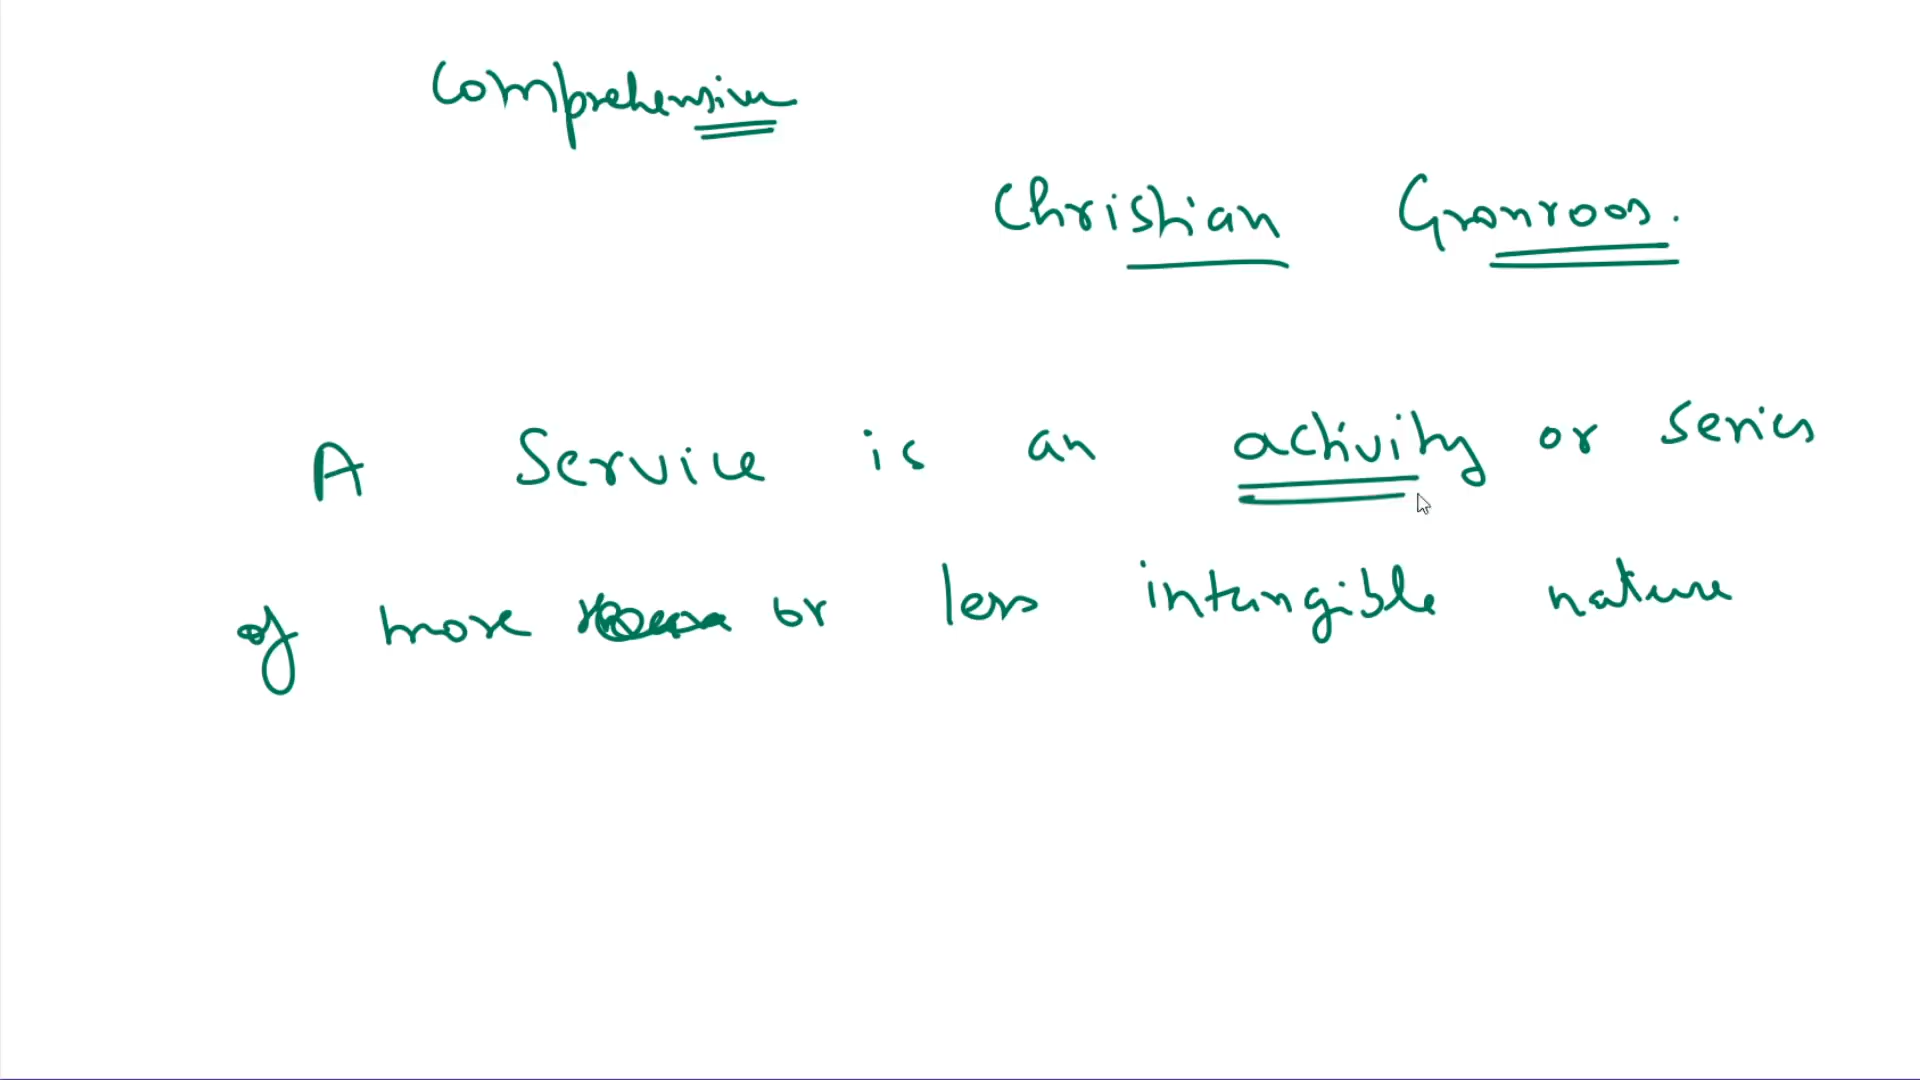 Comprehensive
Christian Gronroos.
A Service is an activity or series
of more or less intangible nature